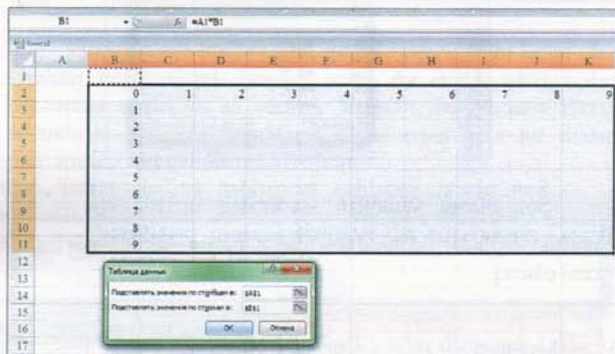 B1 fx =A1*B1
A B C D E F G H I J K
1
2 0 1 2 3 4 5 6 7 8 9
3 1
4 2
5 3
6 4
7 5
8 6
9 7
10 8
11 9
12
13
14
15
16
17
Таблица данных
Подставлять значения по столбцам в: $A$1
Подставлять значения по строкам в: $B$1
OK Отмена